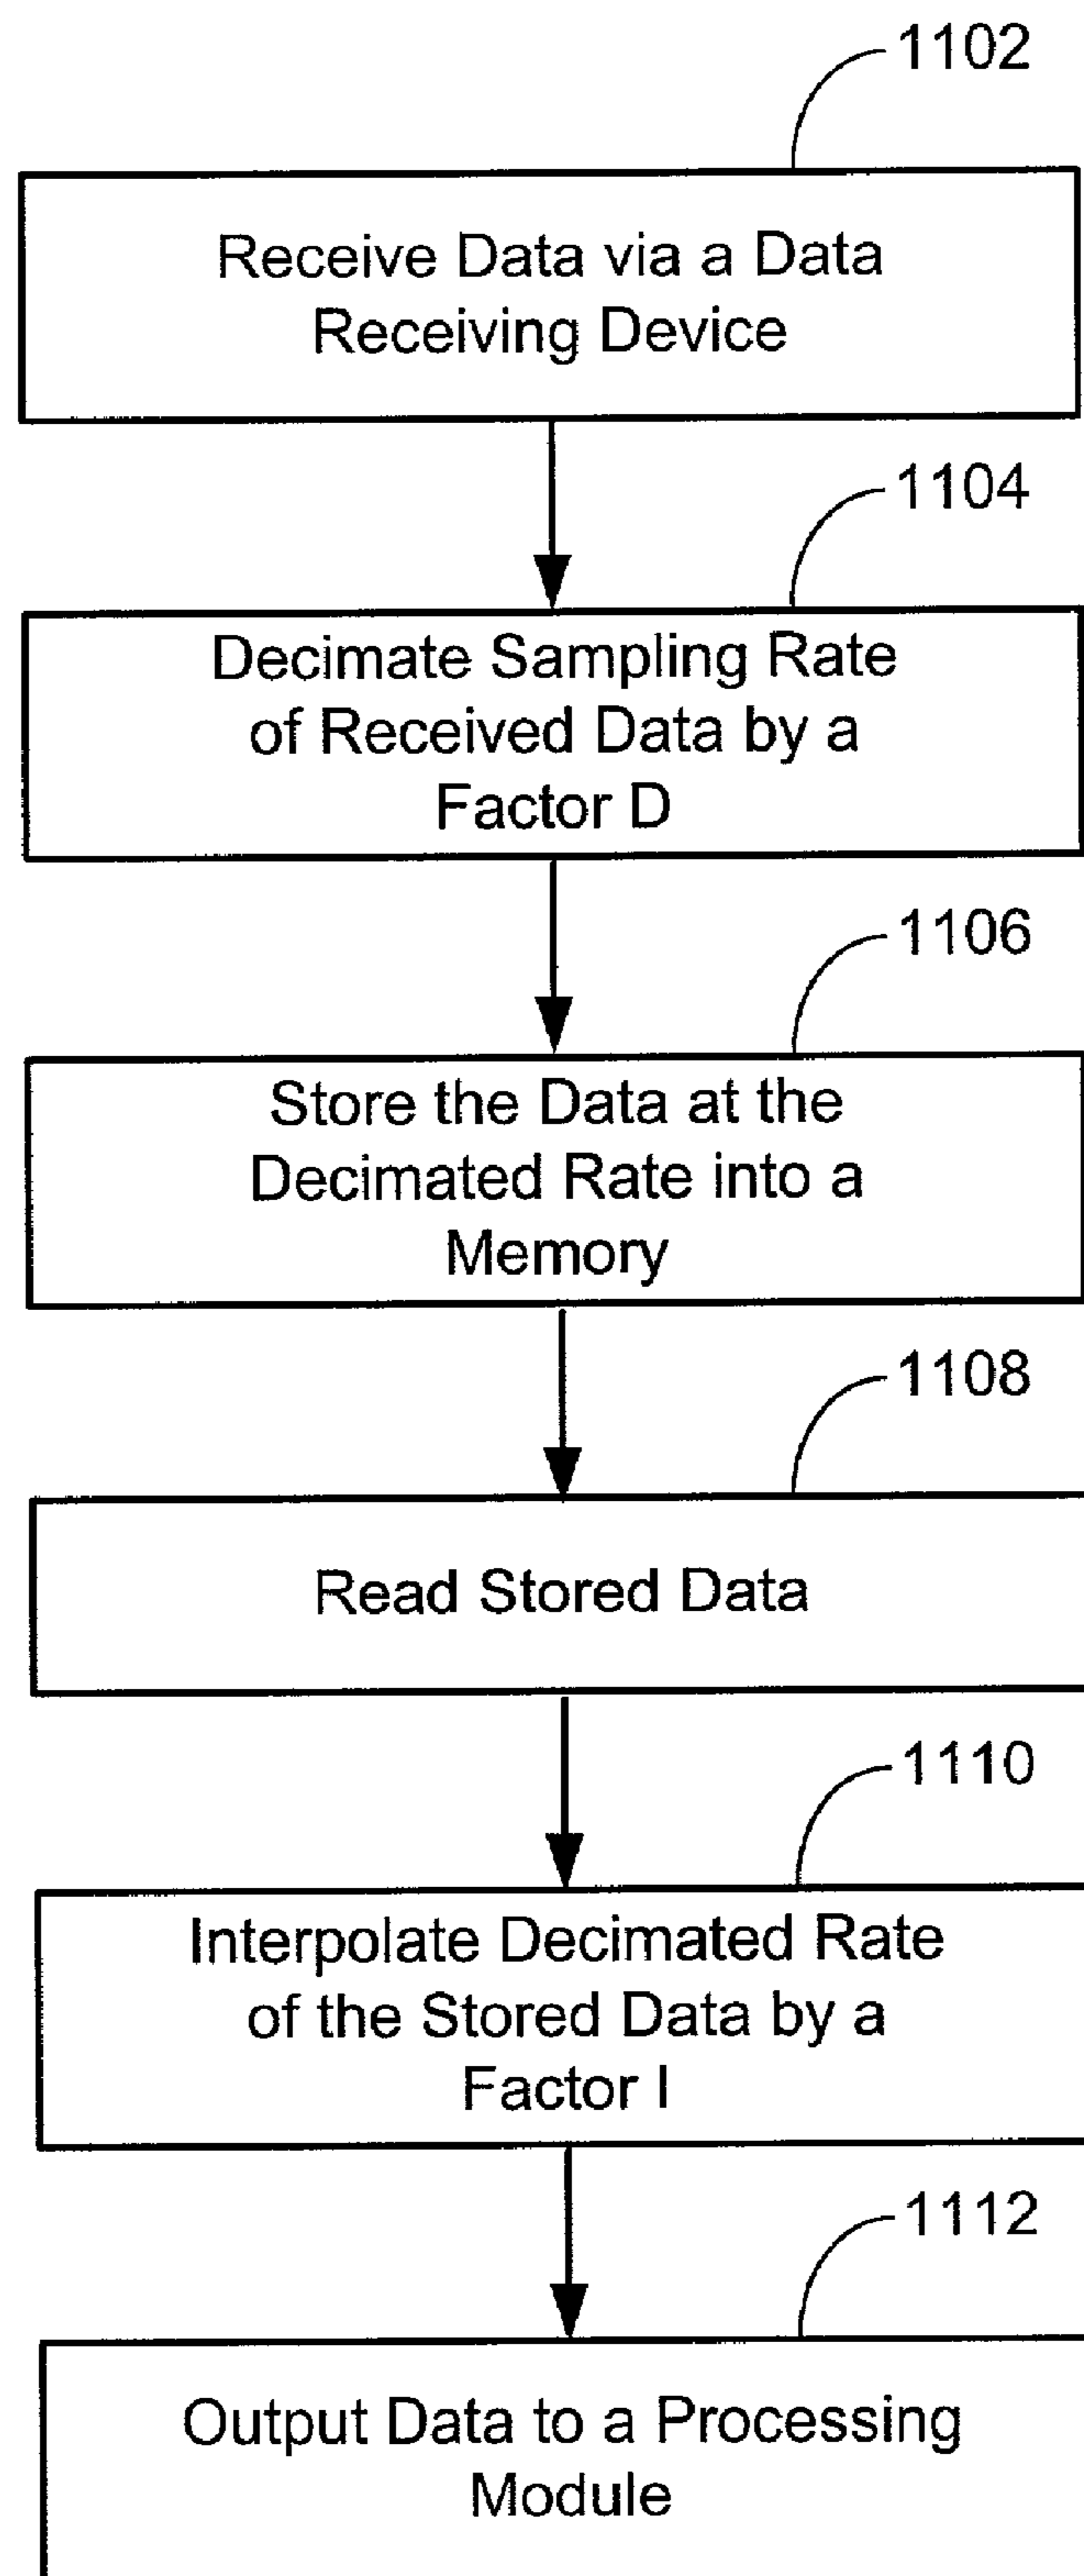 1102
Receive Data via a Data
Receiving Device
1104
Decimate Sampling Rate
of Received Data by a
Factor D
1106
Store the Data at the
Decimated Rate into a
Memory
1108
Read Stored Data
1110
Interpolate Decimated Rate
of the Stored Data by a
Factor I
1112
Output Data to a Processing
Module